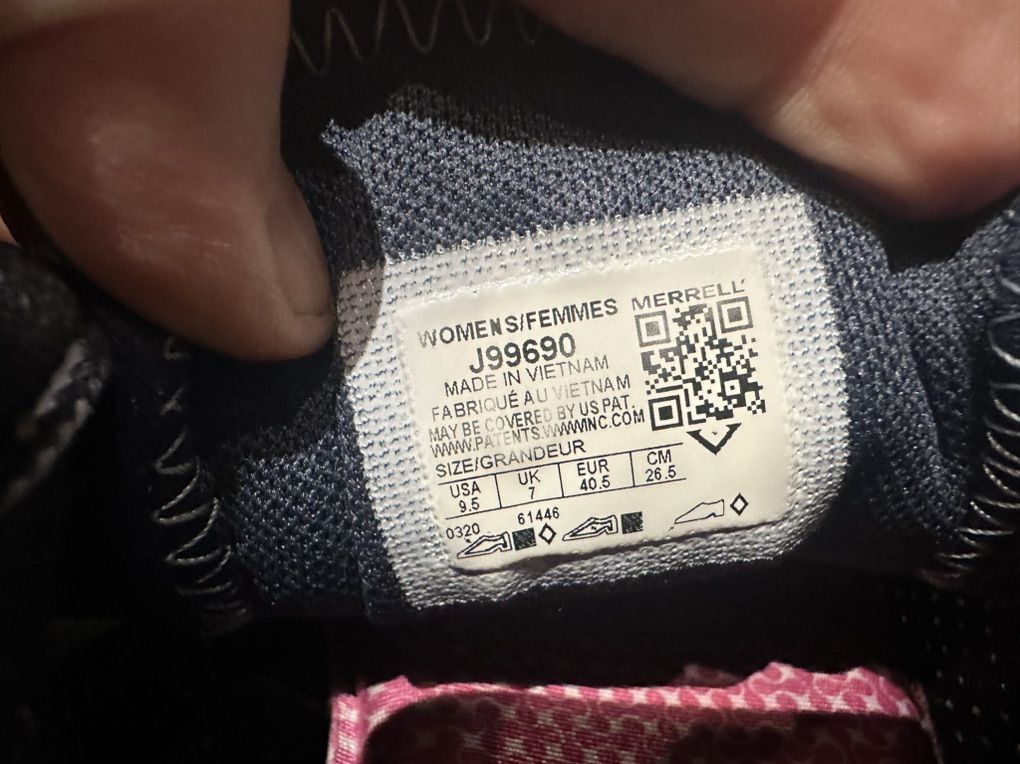 WOMENS/FEMMES
MERRELL
J99690
MADE IN VIETNAM
FABRIQUÉ AU VIETNAM
MAY BE COVERED BY US PAT.
WWW.PATENTS.WWWNC.COM
SIZE/GRANDEUR
USA UK EUR CM
9.5 7 40.5 26.5
0320 61446